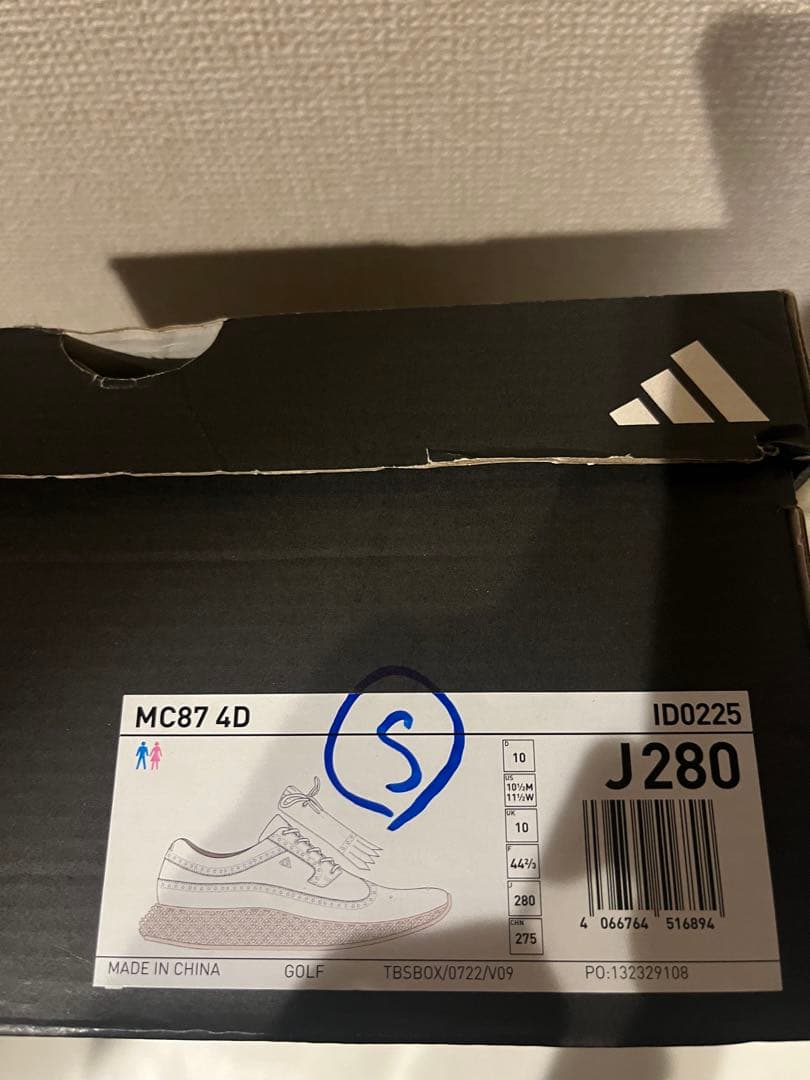 MC87 4D
ID0225
S
J280
D
10
US
10½M
11½W
UK
10
F
44⅔
J
280
CHN
275
4 066764 516894
MADE IN CHINA
GOLF
TBSBOX/0722/V09
PO:132329108